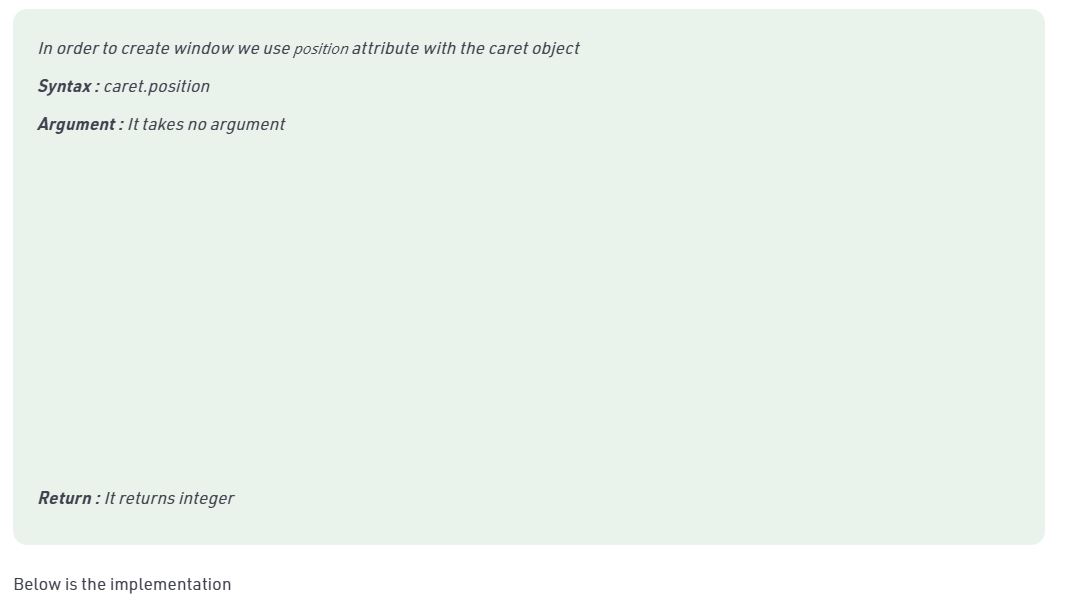 In order to create window we use position attribute with the caret object
Syntax : caret.position
Argument : It takes no argument
Return : It returns integer
Below is the implementation